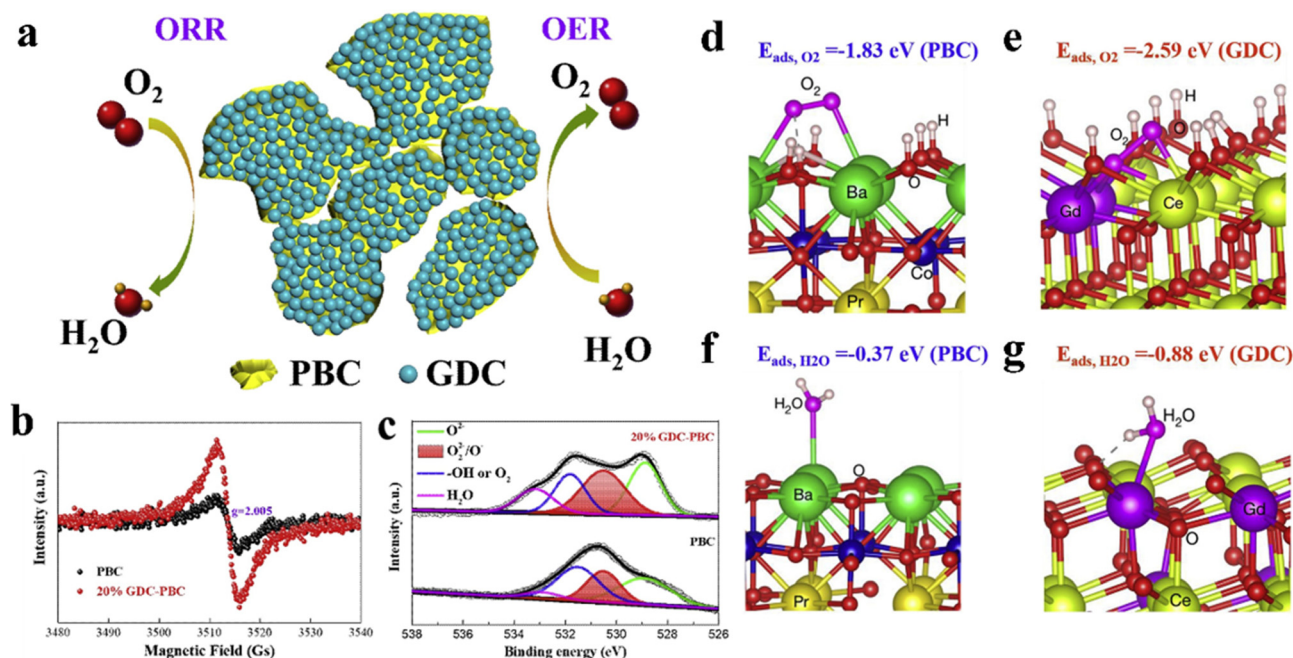 a
ORR
OER
O₂
O₂
H₂O
H₂O
PBC
GDC
b
Intensity (a.u.)
g=2.005
PBC
20% GDC-PBC
3480
3490
3500
3510
3520
3530
3540
Magnetic Field (Gs)
c
Intensity (a.u.)
O²⁻
O₂²⁻/O⁻
-OH or O₂
H₂O
20% GDC-PBC
PBC
538
536
534
532
530
528
526
Binding energy (eV)
d
E_ads, O2 =-1.83 eV (PBC)
O₂
H
Ba
O
Co
Pr
e
E_ads, O2 =-2.59 eV (GDC)
H
O₂
O
Gd
Ce
f
E_ads, H2O =-0.37 eV (PBC)
H₂O
O
Ba
Pr
g
E_ads, H2O =-0.88 eV (GDC)
H₂O
Gd
O
Ce